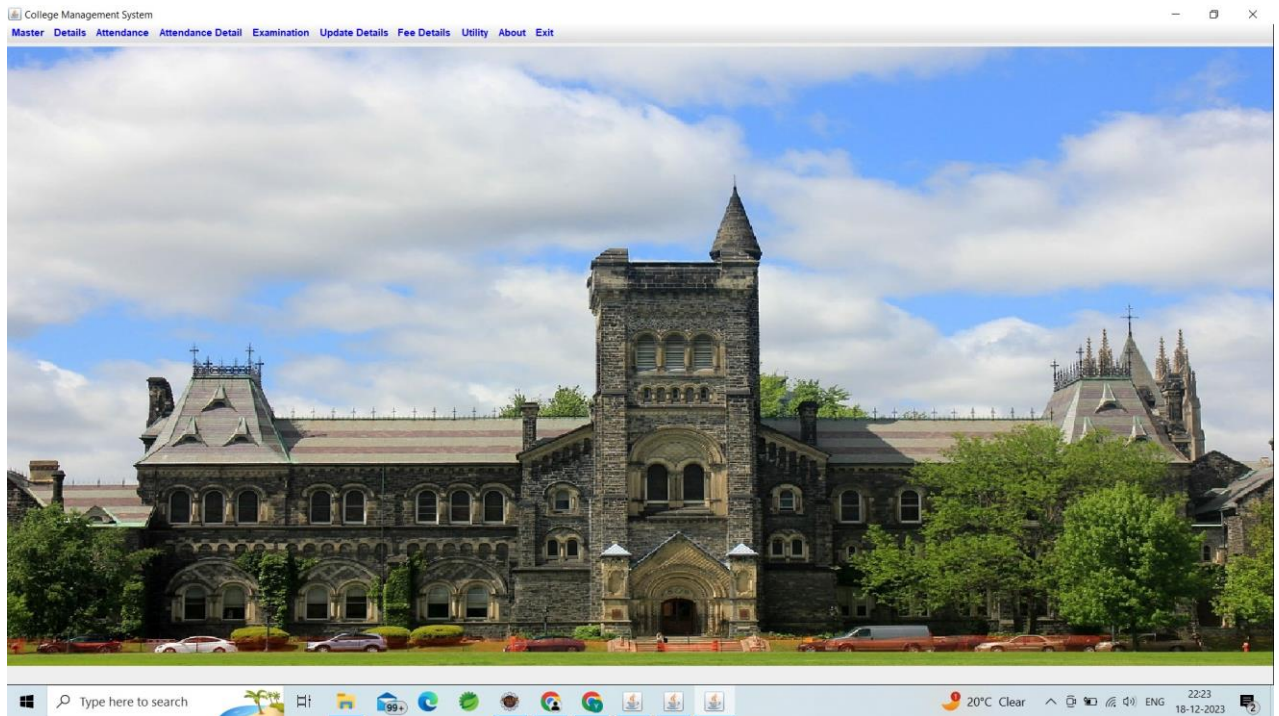 College Management System
Master Details Attendance Attendance Detail Examination Update Details Fee Details Utility About Exit
Type here to search
99+
20°C Clear
ENG
22:23
18-12-2023
2